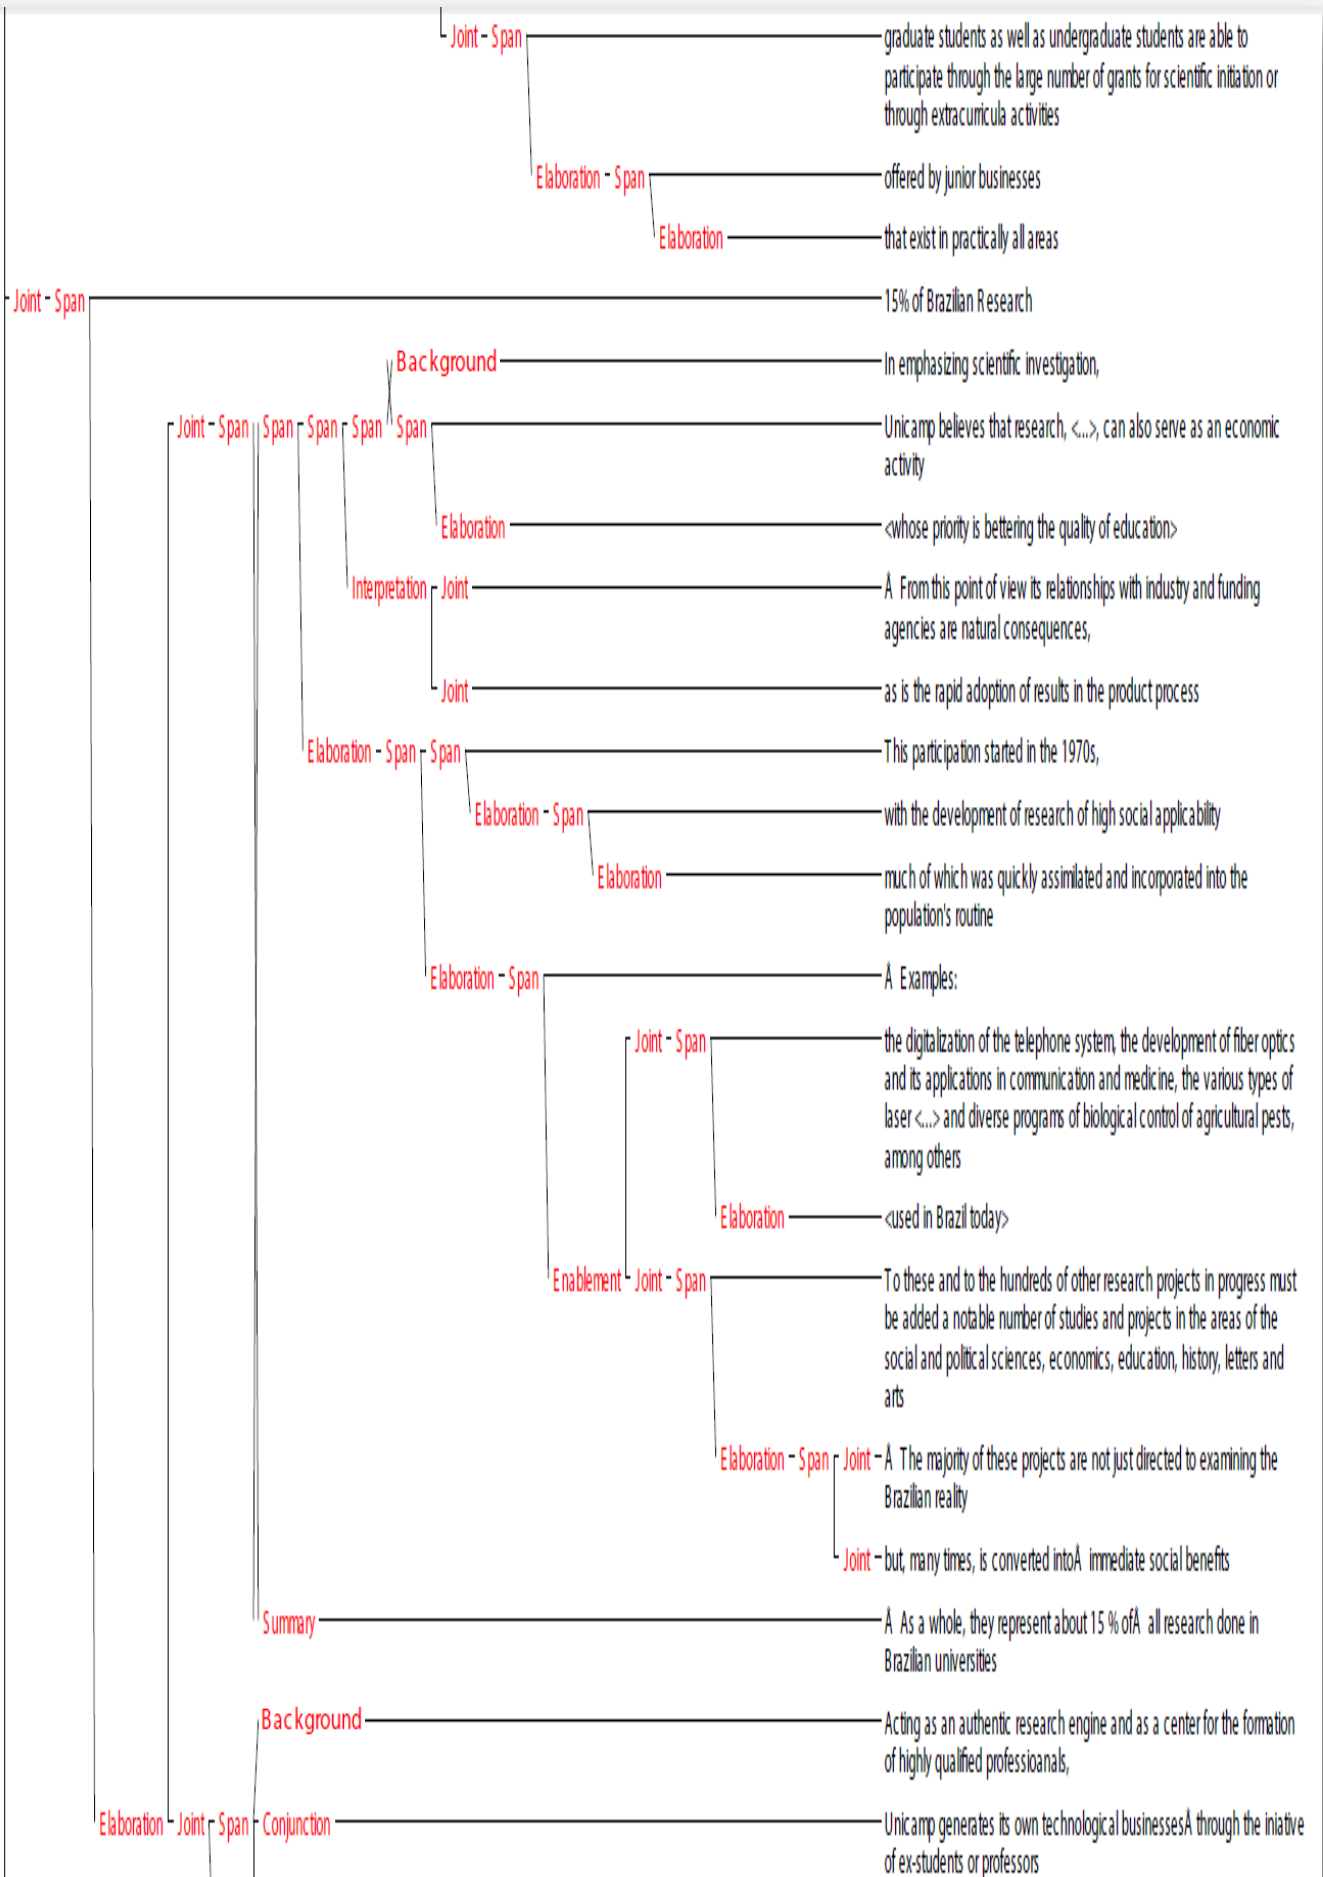 Joint - Span graduate students as well as undergraduate students are able to
participate through the large number of grants for scientific initiation or
through extracurricula activities
Elaboration - Span offered by junior businesses
Elaboration that exist in practically all areas
Joint - Span 15% of Brazilian Research
Background In emphasizing scientific investigation,
Joint - Span Span Span Span Span Unicamp believes that research, <...>, can also serve as an economic
activity
Elaboration <whose priority is bettering the quality of education>
Interpretation Joint Â From this point of view its relationships with industry and funding
agencies are natural consequences,
Joint as is the rapid adoption of results in the product process
Elaboration - Span - Span This participation started in the 1970s,
Elaboration - Span with the development of research of high social applicability
Elaboration much of which was quickly assimilated and incorporated into the
population's routine
Elaboration - Span Â Examples:
Joint - Span the digitalization of the telephone system, the development of fiber optics
and its applications in communication and medicine, the various types of
laser <...> and diverse programs of biological control of agricultural pests,
among others
Elaboration <used in Brazil today>
Enablement Joint - Span To these and to the hundreds of other research projects in progress must
be added a notable number of studies and projects in the areas of the
social and political sciences, economics, education, history, letters and
arts
Elaboration - Span Joint Â The majority of these projects are not just directed to examining the
Brazilian reality
Joint but, many times, is converted intoÂ immediate social benefits
Summary Â As a whole, they represent about 15 % ofÂ all research done in
Brazilian universities
Background Acting as an authentic research engine and as a center for the formation
of highly qualified professioanals,
Elaboration Joint Span Conjunction Unicamp generates its own technological businessesÂ through the iniative
of ex-students or professors